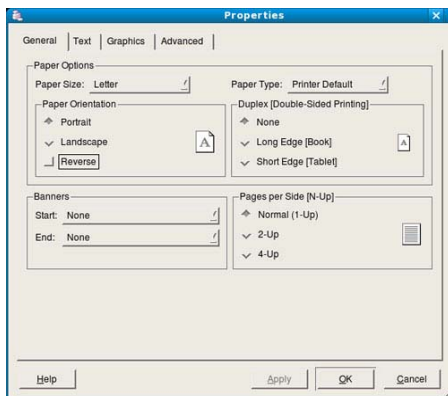 Properties
General Text Graphics Advanced
Paper Options
Paper Size: Letter Paper Type: Printer Default
Paper Orientation Duplex [Double-Sided Printing]
Portrait None
Landscape Long Edge [Book]
Reverse Short Edge [Tablet]
A A
Banners Pages per Side [N-Up]
Start: None Normal (1-Up)
End: None 2-Up
4-Up
Help Apply OK Cancel